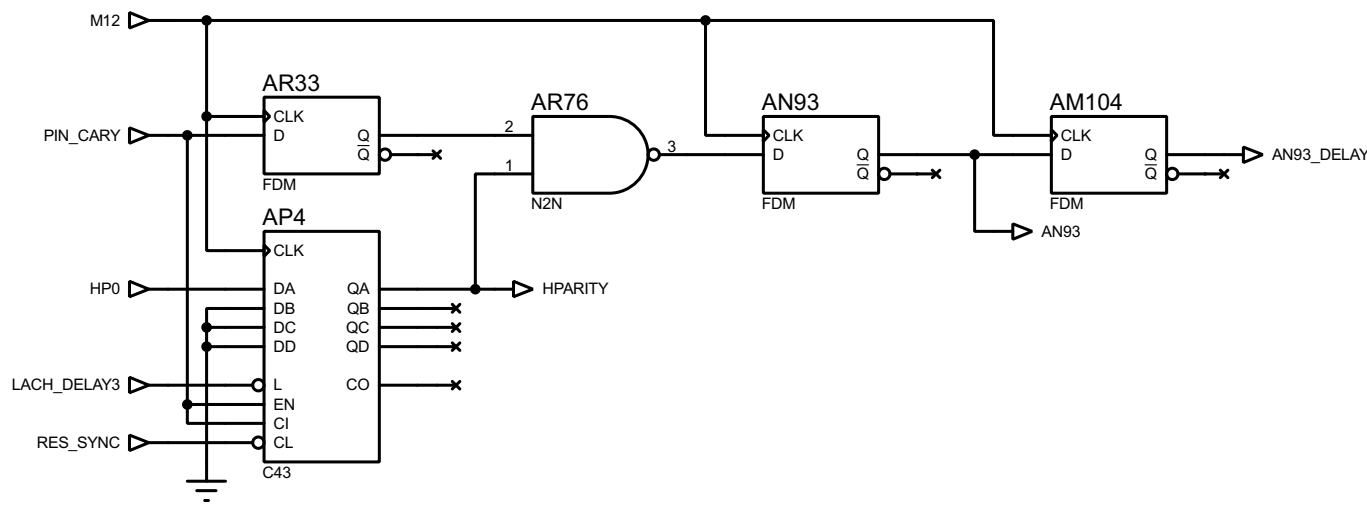 M12
AR33
CLK
PIN_CARY
D
Q
Q
FDM
AR76
2
1
3
N2N
AN93
CLK
D
Q
Q
FDM
AM104
CLK
D
Q
Q
FDM
AN93_DELAY
AN93
AP4
CLK
HP0
DA
QA
HPARITY
DB
QB
DC
QC
DD
QD
LACH_DELAY3
L
CO
EN
CI
RES_SYNC
CL
C43